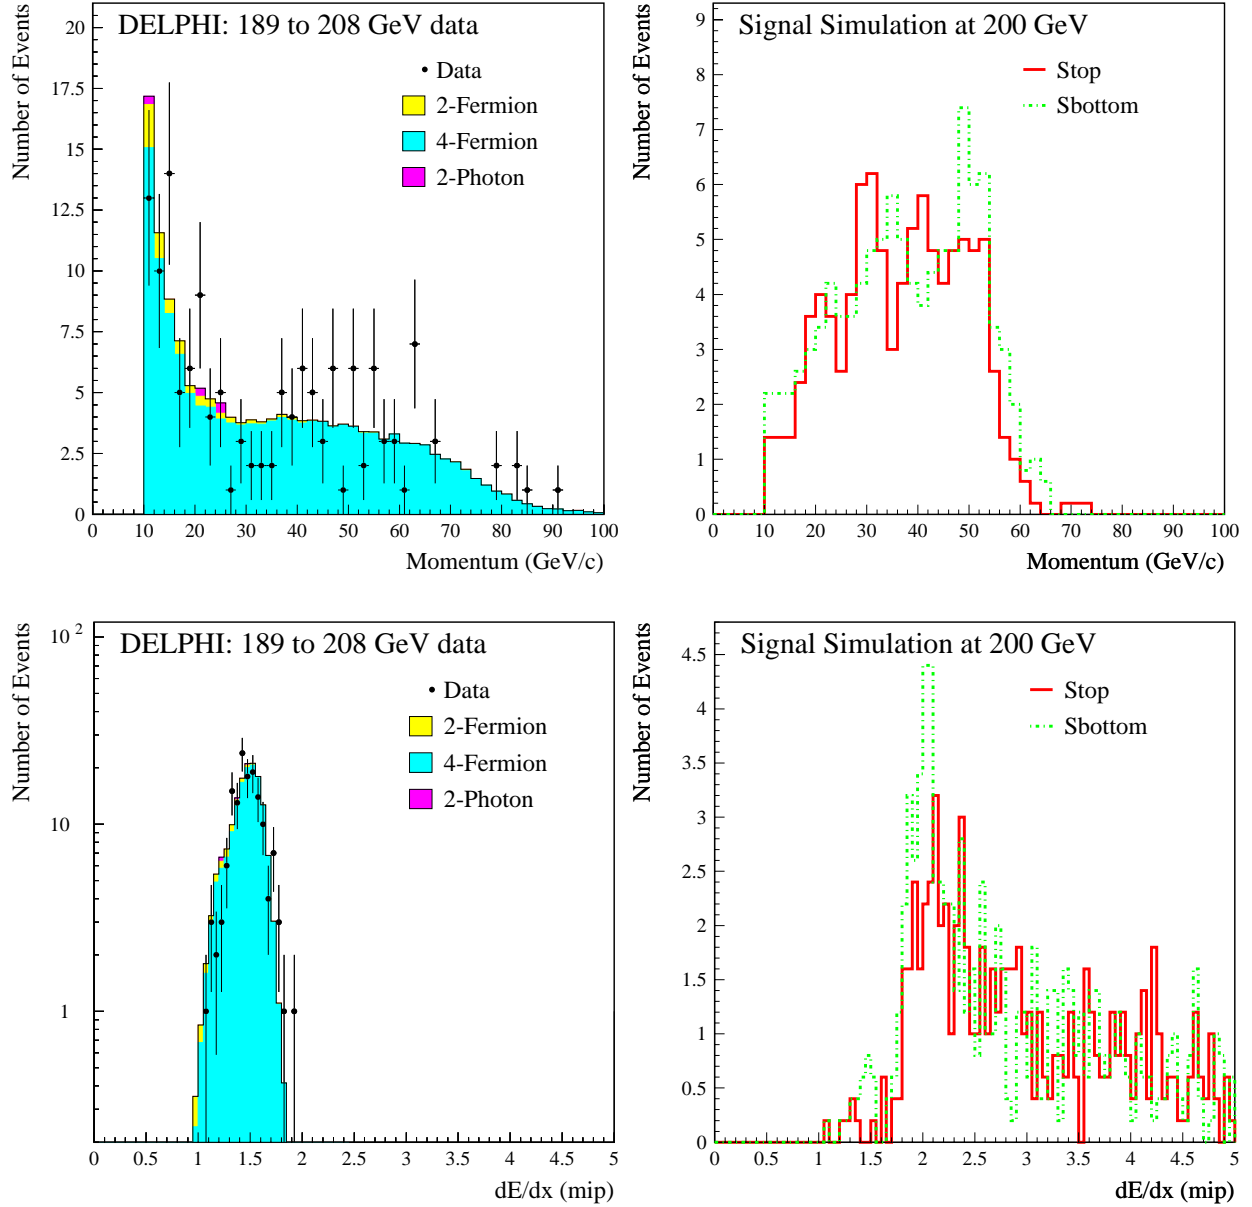 DELPHI: 189 to 208 GeV data
Number of Events
Data
2-Fermion
4-Fermion
2-Photon
20
17.5
15
12.5
10
7.5
5
2.5
0
0 10 20 30 40 50 60 70 80 90 100
Momentum (GeV/c)
Signal Simulation at 200 GeV
Number of Events
Stop
Sbottom
9
8
7
6
5
4
3
2
1
0
0 10 20 30 40 50 60 70 80 90 100
Momentum (GeV/c)
DELPHI: 189 to 208 GeV data
Number of Events
Data
2-Fermion
4-Fermion
2-Photon
10 2
10
1
0 0.5 1 1.5 2 2.5 3 3.5 4 4.5 5
dE/dx (mip)
Signal Simulation at 200 GeV
Number of Events
Stop
Sbottom
4.5
4
3.5
3
2.5
2
1.5
1
0.5
0
0 0.5 1 1.5 2 2.5 3 3.5 4 4.5 5
dE/dx (mip)